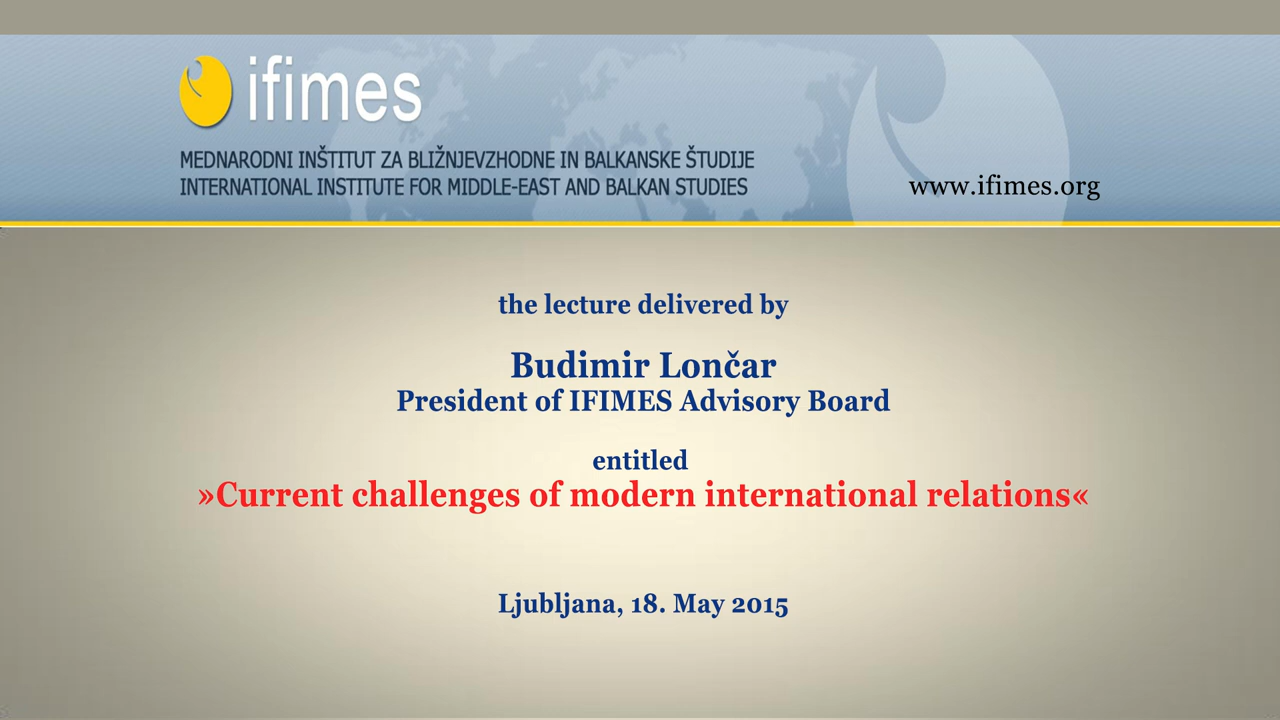 ifimes
MEDNARODNI INŠTITUT ZA BLIŽNJEVZHODNE IN BALKANSKE ŠTUDIJE
INTERNATIONAL INSTITUTE FOR MIDDLE-EAST AND BALKAN STUDIES
www.ifimes.org
the lecture delivered by
Budimir Lončar
President of IFIMES Advisory Board
entitled
»Current challenges of modern international relations«
Ljubljana, 18. May 2015